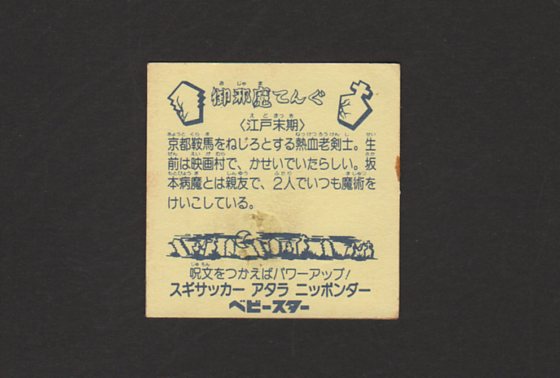 御邪魔てんぐ
〈江戸末期〉
京都鞍馬をねじろとする熱血老剣士。生
前は映画村で、かせいでいたらしい。坂
本病魔とは親友で、2人でいつも魔術を
けいこしている。
呪文をつかえばパワーアップ!
スギサッカー アタラ ニッポンダー
ベビースター